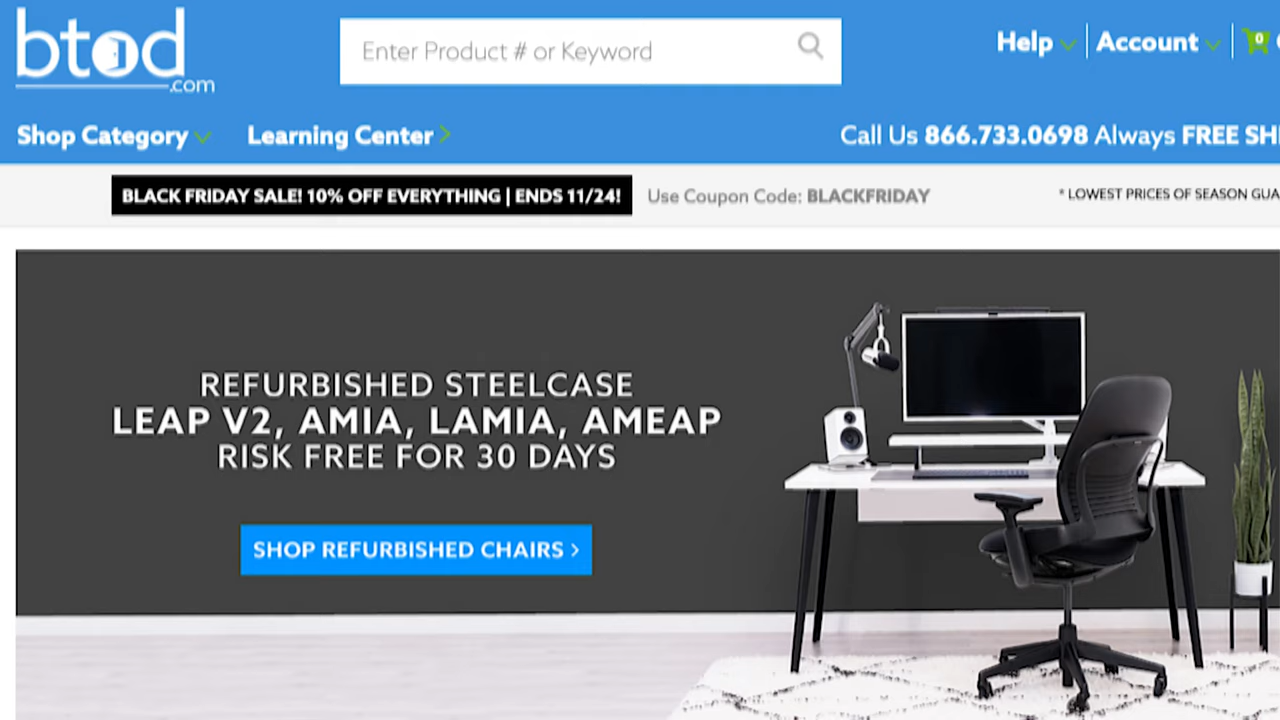 btod
.com
Enter Product # or Keyword
Help
Account
0
Shop Category
Learning Center
Call Us 866.733.0698 Always FREE SH
BLACK FRIDAY SALE! 10% OFF EVERYTHING | ENDS 11/24!
Use Coupon Code: BLACKFRIDAY
* LOWEST PRICES OF SEASON GUA
REFURBISHED STEELCASE
LEAP V2, AMIA, LAMIA, AMEAP
RISK FREE FOR 30 DAYS
SHOP REFURBISHED CHAIRS >